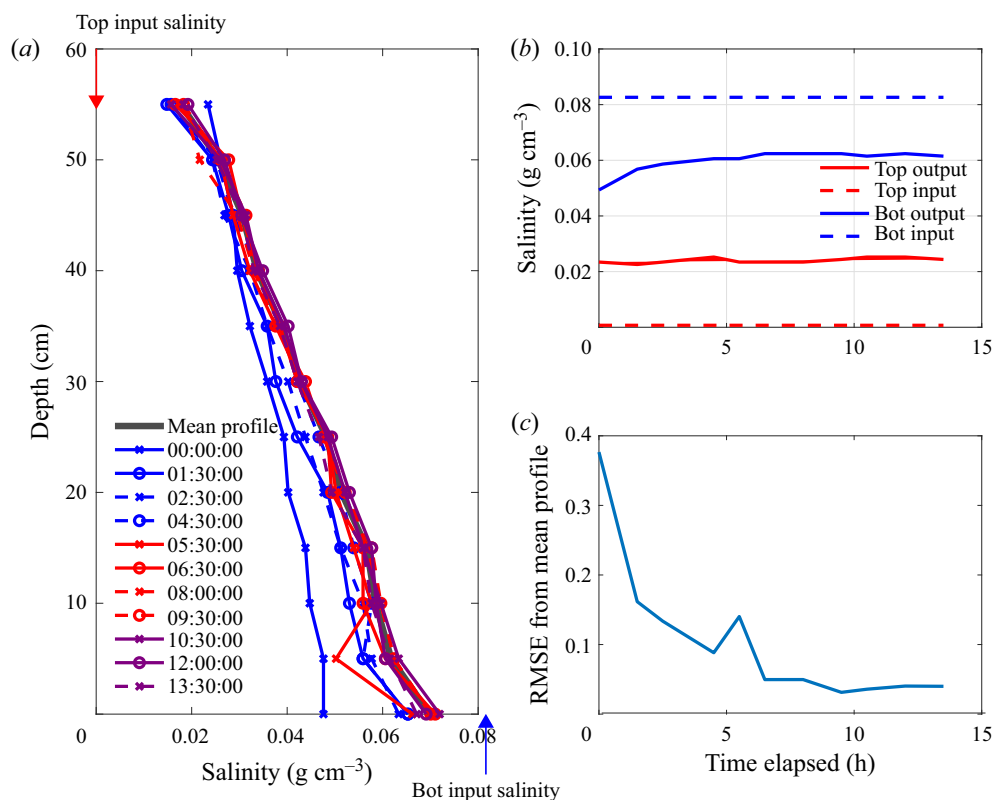 Top input salinity
(a)
60
50
40
30
20
10
0
0.02
0.04
0.06
0.08
Depth (cm)
Salinity (g cm⁻³)
Mean profile
00:00:00
01:30:00
02:30:00
04:30:00
05:30:00
06:30:00
08:00:00
09:30:00
10:30:00
12:00:00
13:30:00
Bot input salinity
(b)
0.10
0.08
0.06
0.04
0.02
0
5
10
15
Salinity (g cm⁻³)
Top output
Top input
Bot output
Bot input
(c)
0.4
0.3
0.2
0.1
0
5
10
15
RMSE from mean profile
Time elapsed (h)